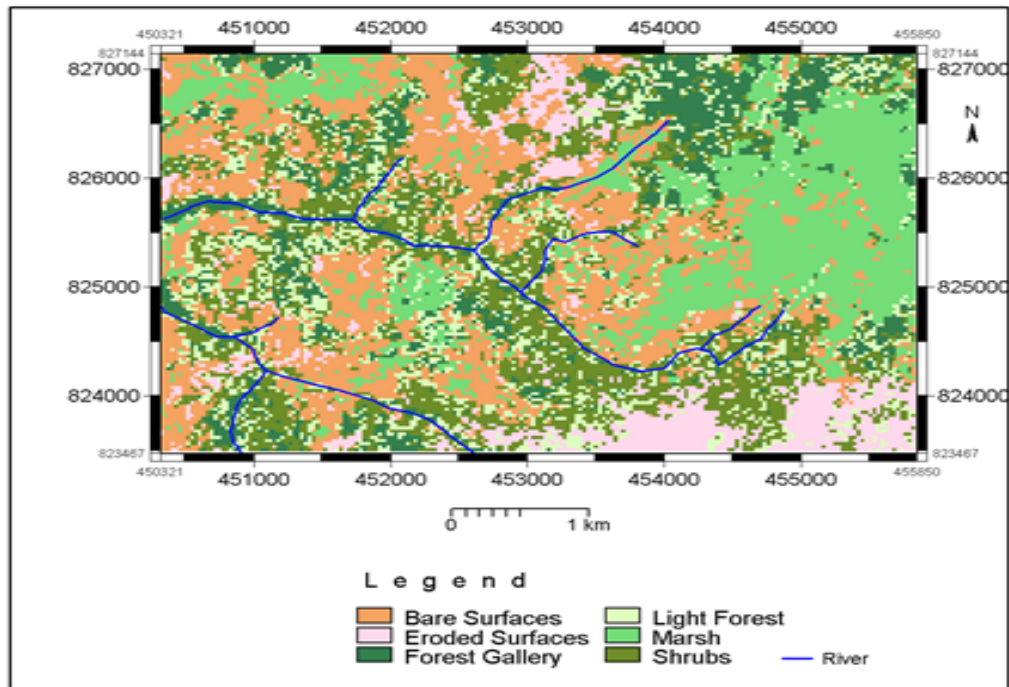 450321 451000 452000 453000 454000 455000 455850
827144 827144
827000 827000
N
826000 826000
825000 825000
824000 824000
823467 823467
450321 451000 452000 453000 454000 455000 455850
0 1 km
Legend
Bare Surfaces Light Forest
Eroded Surfaces Marsh
Forest Gallery Shrubs River